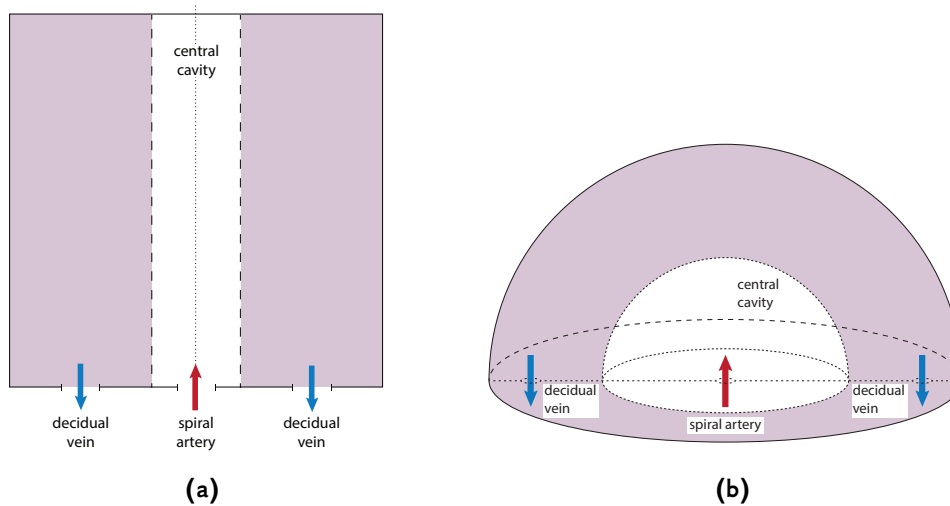 central
cavity
decidual
vein
spiral
artery
decidual
vein
(a)
central
cavity
decidual
vein
spiral artery
decidual
vein
(b)